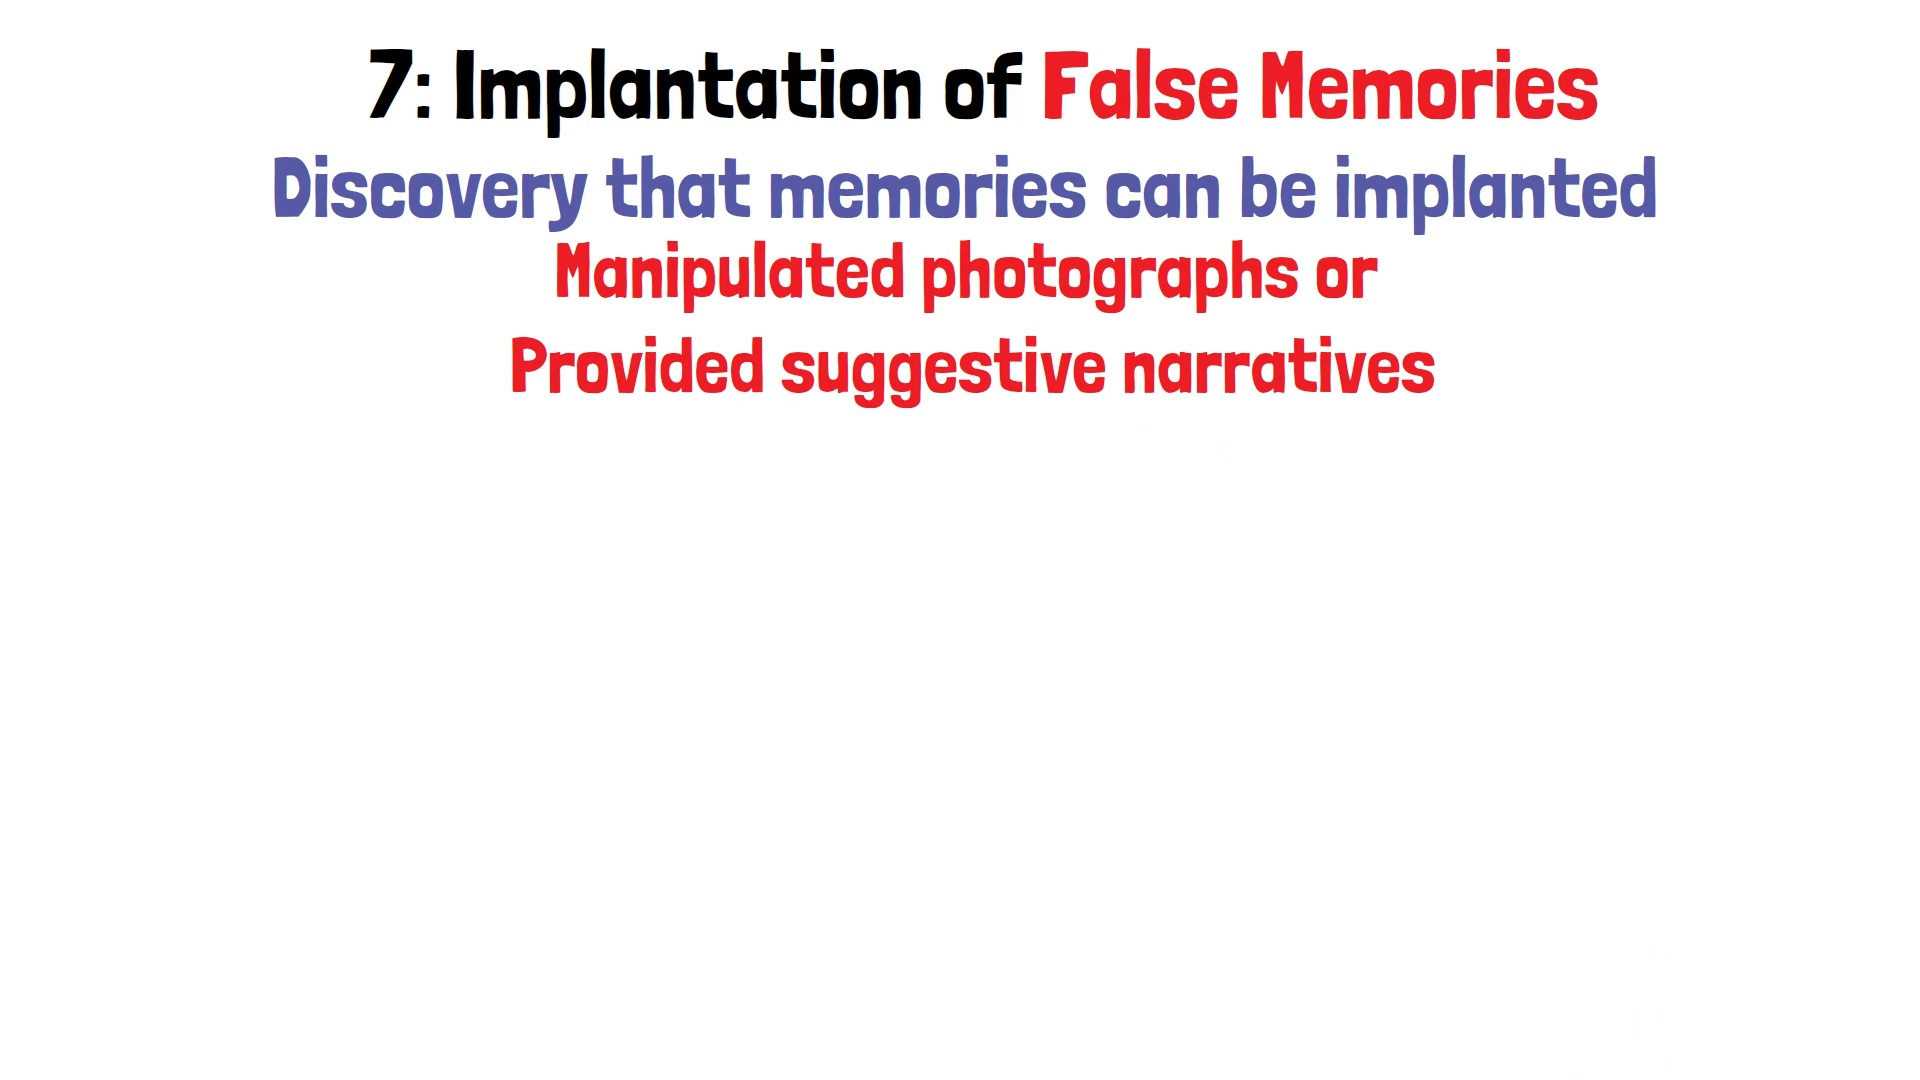 7: Implantation of False Memories
Discovery that memories can be implanted
Manipulated photographs or
Provided suggestive narratives